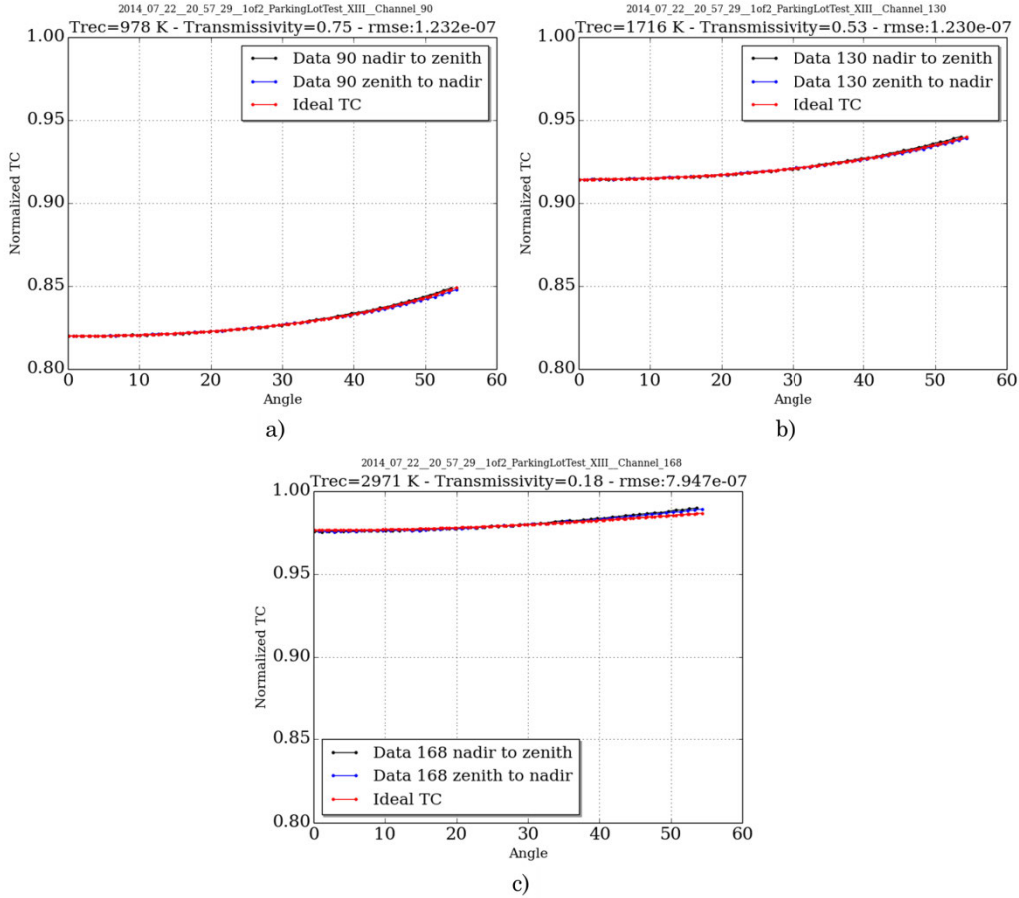 2014_07_22__20_57_29__1of2_ParkingLotTest_XIII__Channel_90
Trec=978 K - Transmissivity=0.75 - rmse:1.232e-07
1.00
0.95
0.90
0.85
0.80
Normalized TC
Data 90 nadir to zenith
Data 90 zenith to nadir
Ideal TC
0 10 20 30 40 50 60
Angle
a)
2014_07_22__20_57_29__1of2_ParkingLotTest_XIII__Channel_130
Trec=1716 K - Transmissivity=0.53 - rmse:1.230e-07
1.00
0.95
0.90
0.85
0.80
Normalized TC
Data 130 nadir to zenith
Data 130 zenith to nadir
Ideal TC
0 10 20 30 40 50 60
Angle
b)
2014_07_22__20_57_29__1of2_ParkingLotTest_XIII__Channel_168
Trec=2971 K - Transmissivity=0.18 - rmse:7.947e-07
1.00
0.95
0.90
0.85
0.80
Normalized TC
Data 168 nadir to zenith
Data 168 zenith to nadir
Ideal TC
0 10 20 30 40 50 60
Angle
c)